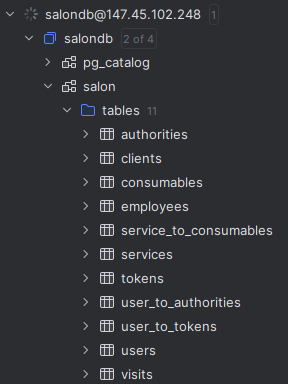 salondb@147.45.102.248 1
salondb 2 of 4
pg_catalog
salon
tables 11
authorities
clients
consumables
employees
service_to_consumables
services
tokens
user_to_authorities
user_to_tokens
users
visits